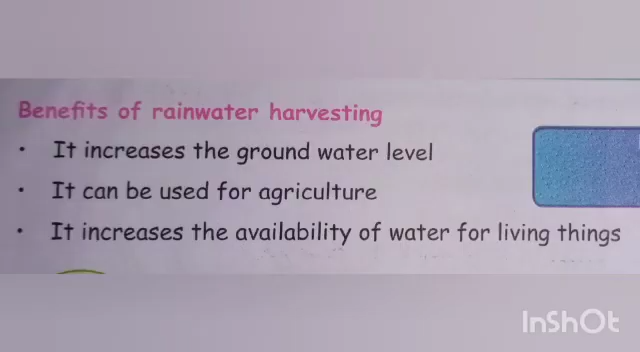 Benefits of rainwater harvesting
• It increases the ground water level
• It can be used for agriculture
• It increases the availability of water for living things
InShOt